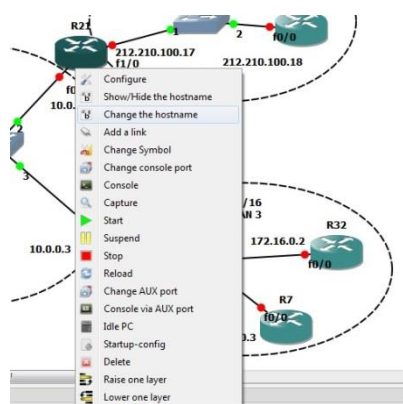 R21
1
2
f0/0
212.210.100.17
f1/0
212.210.100.18
f0
10.0.
2
3
Configure
Show/Hide the hostname
Change the hostname
Add a link
Change Symbol
Change console port
Console
Capture
Start
Suspend
Stop
Reload
Change AUX port
Console via AUX port
Idle PC
Startup-config
Delete
Raise one layer
Lower one layer
/16
AN 3
R32
172.16.0.2
f0/0
10.0.0.3
R7
f0/0
0.3